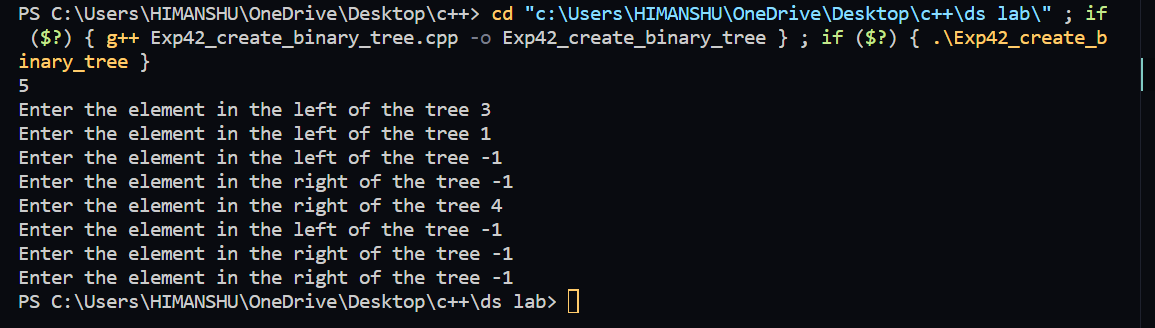 PS C:\Users\HIMANSHU\OneDrive\Desktop\c++> cd "c:\Users\HIMANSHU\OneDrive\Desktop\c++\ds lab\" ; if
($?) { g++ Exp42_create_binary_tree.cpp -o Exp42_create_binary_tree } ; if ($?) { .\Exp42_create_b
inary_tree }
5
Enter the element in the left of the tree 3
Enter the element in the left of the tree 1
Enter the element in the left of the tree -1
Enter the element in the right of the tree -1
Enter the element in the right of the tree 4
Enter the element in the left of the tree -1
Enter the element in the right of the tree -1
Enter the element in the right of the tree -1
PS C:\Users\HIMANSHU\OneDrive\Desktop\c++\ds lab>